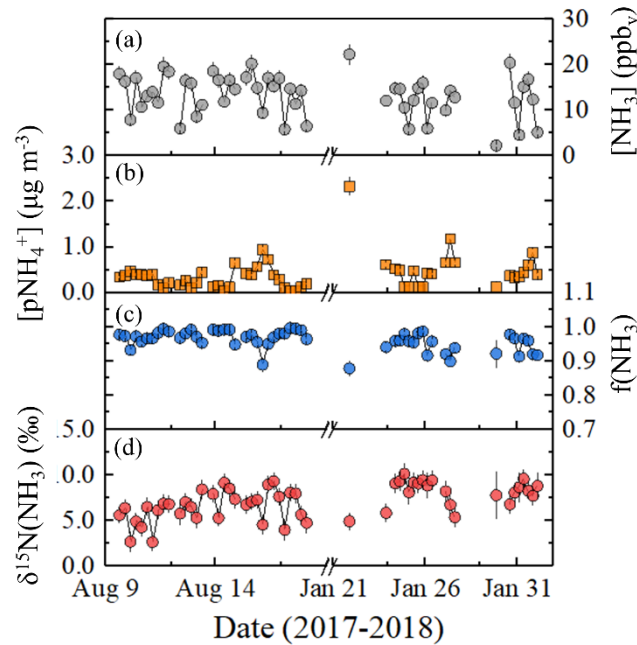 (a)
30
20
10
0
[NH₃] (ppbᵥ)
(b)
3.0
2.0
1.0
0.0
[pNH₄⁺] (μg m⁻³)
(c)
1.1
1.0
0.9
0.8
0.7
f(NH₃)
(d)
5.0
0.0
5.0
0.0
δ¹⁵N(NH₃) (‰)
Aug 9 Aug 14 Jan 21 Jan 26 Jan 31
Date (2017-2018)